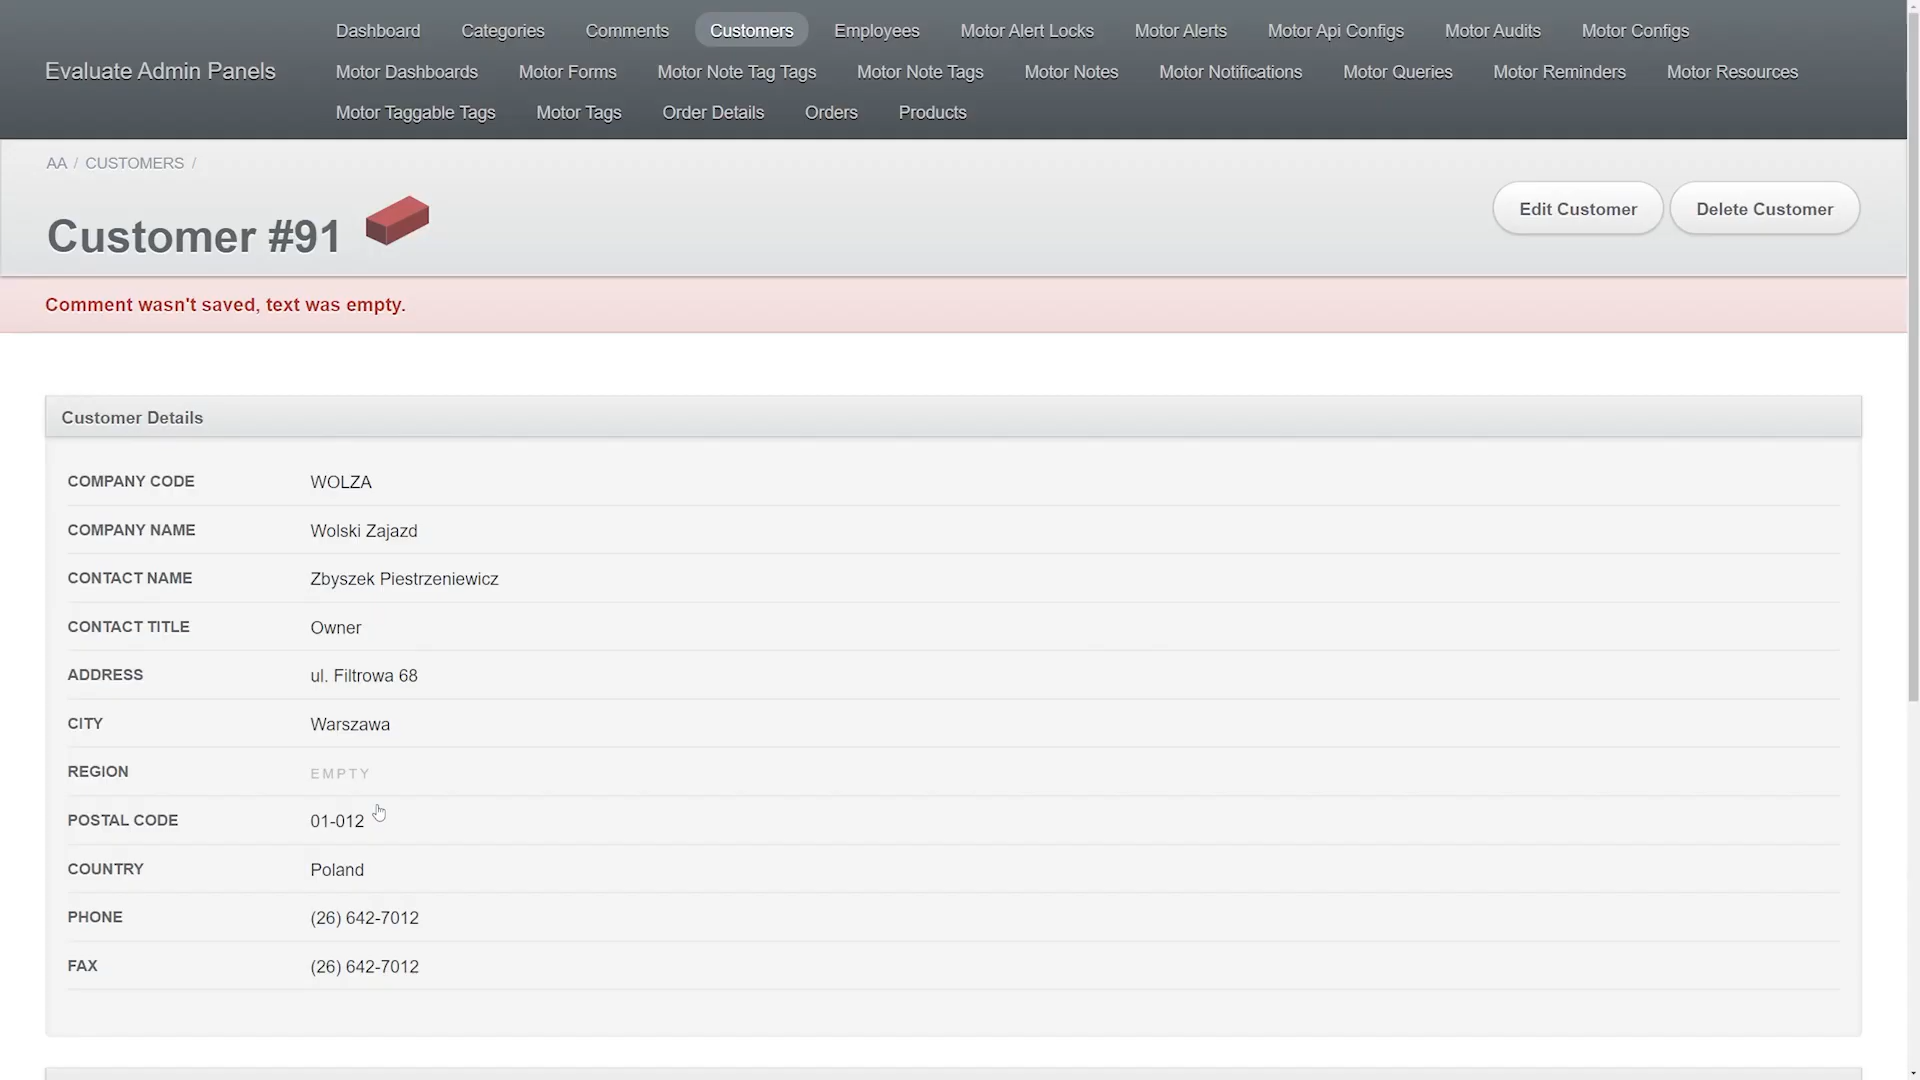 Dashboard Categories Comments Customers Employees Motor Alert Locks Motor Alerts Motor Api Configs Motor Audits Motor Configs
Evaluate Admin Panels Motor Dashboards Motor Forms Motor Note Tag Tags Motor Note Tags Motor Notes Motor Notifications Motor Queries Motor Reminders Motor Resources
Motor Taggable Tags Motor Tags Order Details Orders Products
AA / CUSTOMERS /
Customer #91
Edit Customer Delete Customer
Comment wasn't saved, text was empty.
Customer Details
COMPANY CODE WOLZA
COMPANY NAME Wolski Zajazd
CONTACT NAME Zbyszek Piestrzeniewicz
CONTACT TITLE Owner
ADDRESS ul. Filtrowa 68
CITY Warszawa
REGION EMPTY
POSTAL CODE 01-012
COUNTRY Poland
PHONE (26) 642-7012
FAX (26) 642-7012